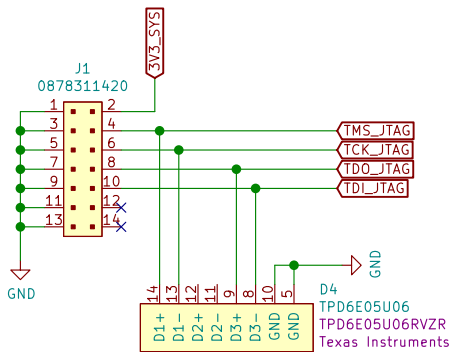 3V3_SYS
J1
0878311420
1 2
3 4
5 6
7 8
9 10
11 12
13 14
TMS_JTAG
TCK_JTAG
TDO_JTAG
TDI_JTAG
GND
GND
14 13 12 11 9 8 10 5
D1+ D1- D2+ D2- D3+ D3- GND GND
D4
TPD6E05U06
TPD6E05U06RVZR
Texas Instruments